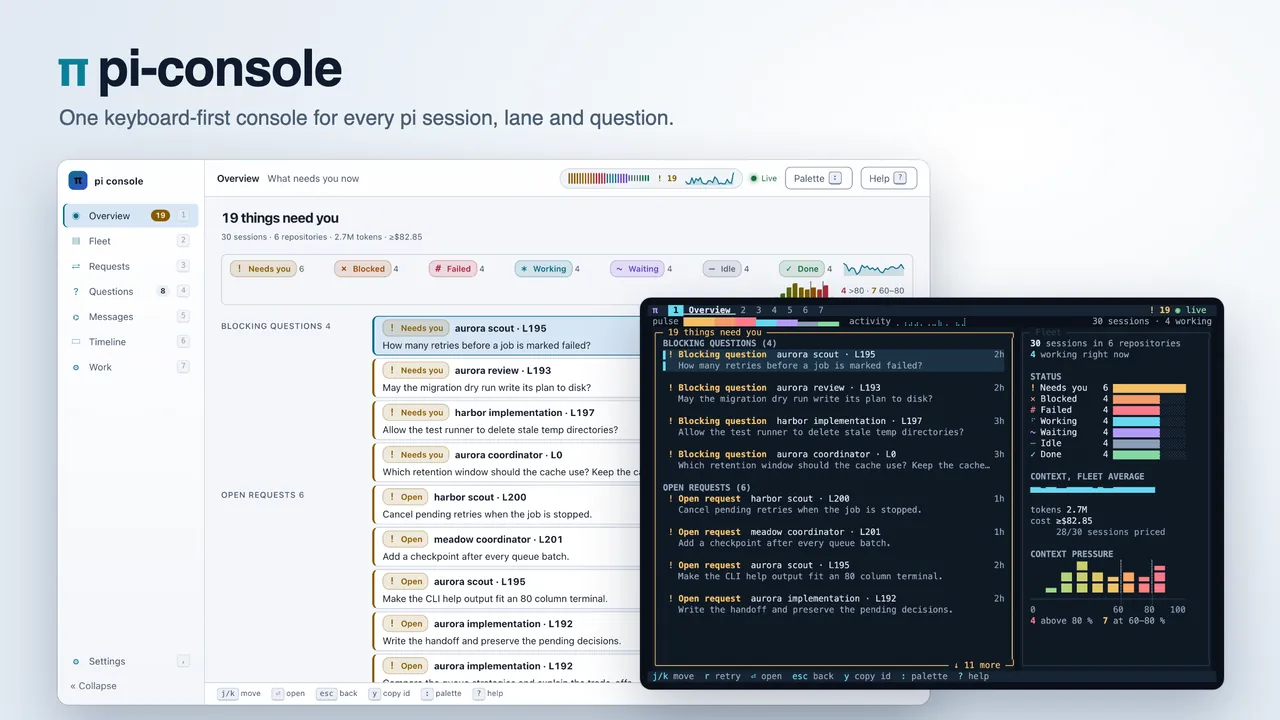 π pi-console
One keyboard-first console for every pi session, lane and question.
π pi console
Overview 19 1
Fleet 2
Requests 3
? Questions 8 4
Messages 5
Timeline 6
Work 7
Settings ,
« Collapse
Overview What needs you now
! 19
Live
Palette :
Help ?
19 things need you
30 sessions · 6 repositories · 2.7M tokens · ≥$82.85
! Needs you 6
× Blocked 4
# Failed 4
∗ Working 4
~ Waiting 4
– Idle 4
✓ Done 4
4 >80 · 7 60–80
BLOCKING QUESTIONS 4
! Needs you aurora scout · L195
How many retries before a job is marked failed?
! Needs you aurora review · L193
May the migration dry run write its plan to disk?
! Needs you harbor implementation · L197
Allow the test runner to delete stale temp directories?
! Needs you aurora coordinator · L0
Which retention window should the cache use? Keep the ca
OPEN REQUESTS 6
! Open harbor scout · L200
Cancel pending retries when the job is stopped.
! Open meadow coordinator · L201
Add a checkpoint after every queue batch.
! Open aurora scout · L195
Make the CLI help output fit an 80 column terminal.
! Open aurora implementation · L192
Write the handoff and preserve the pending decisions.
! Open aurora implementation · L192
j/k move ⏎ open esc back y copy id : palette ? help
π 1 Overview 2 3 4 5 6 7 ! 19 ◉ live
pulse activity 30 sessions · 4 working
19 things need you
BLOCKING QUESTIONS (4)
! Blocking question aurora scout · L195 2h
How many retries before a job is marked failed?
! Blocking question aurora review · L193 2h
May the migration dry run write its plan to disk?
! Blocking question harbor implementation · L197 3h
Allow the test runner to delete stale temp directories?
! Blocking question aurora coordinator · L0 3h
Which retention window should the cache use? Keep the cache…
OPEN REQUESTS (6)
! Open request harbor scout · L200 1h
Cancel pending retries when the job is stopped.
! Open request meadow coordinator · L201 1h
Add a checkpoint after every queue batch.
! Open request aurora scout · L195 2h
Make the CLI help output fit an 80 column terminal.
! Open request aurora implementation · L192 2h
Write the handoff and preserve the pending decisions.
↓ 11 more
Fleet
30 sessions in 6 repositories
4 working right now
STATUS
! Needs you 6
× Blocked 4
# Failed 4
Working 4
~ Waiting 4
– Idle 4
✓ Done 4
CONTEXT, FLEET AVERAGE
tokens 2.7M
cost ≥$82.85
28/30 sessions priced
CONTEXT PRESSURE
0 60 80 100
4 above 80 % 7 at 60–80 %
j/k move r retry ⏎ open esc back y copy id : palette ? help